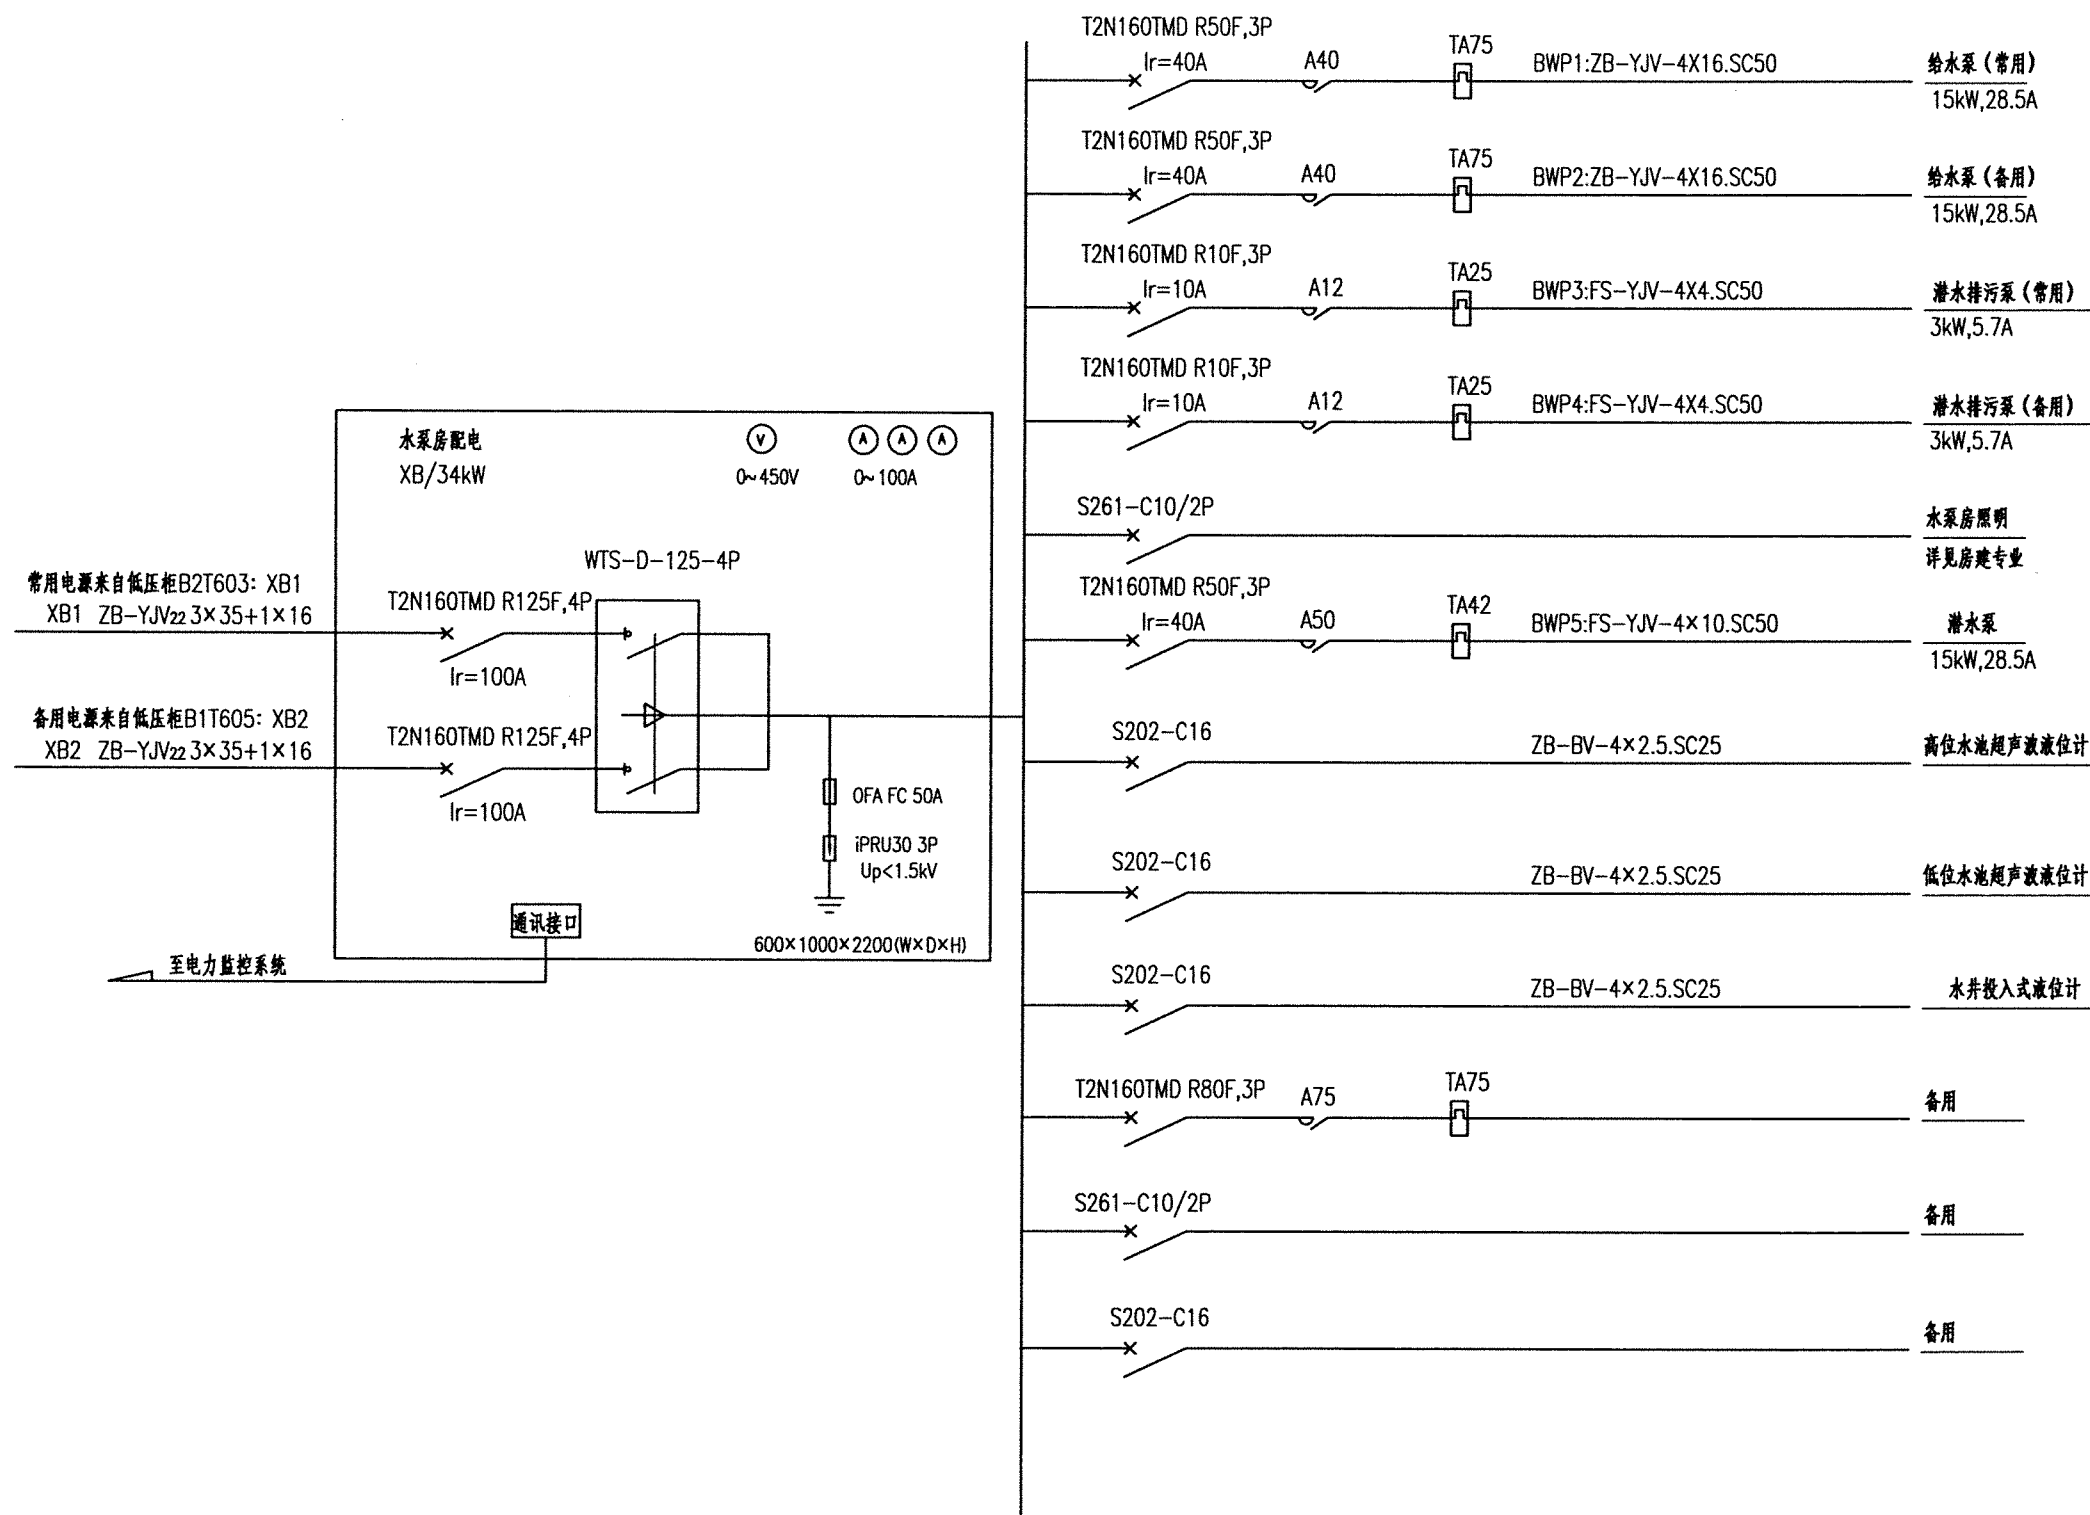 水泵房配电
XB/34kW
V
A A A
0~450V
0~100A
WTS-D-125-4P
常用电源来自低压柜B2T603: XB1
XB1 ZB-YJV22 3×35+1×16
T2N160TMD R125F,4P
Ir=100A
备用电源来自低压柜B1T605: XB2
XB2 ZB-YJV22 3×35+1×16
T2N160TMD R125F,4P
Ir=100A
OFA FC 50A
iPRU30 3P
Up<1.5kV
通讯接口
600×1000×2200(W×D×H)
至电力监控系统
T2N160TMD R50F,3P
Ir=40A
A40
TA75
BWP1:ZB-YJV-4X16.SC50
给水泵(常用)
15kW,28.5A
T2N160TMD R50F,3P
Ir=40A
A40
TA75
BWP2:ZB-YJV-4X16.SC50
给水泵(备用)
15kW,28.5A
T2N160TMD R10F,3P
Ir=10A
A12
TA25
BWP3:FS-YJV-4X4.SC50
潜水排污泵(常用)
3kW,5.7A
T2N160TMD R10F,3P
Ir=10A
A12
TA25
BWP4:FS-YJV-4X4.SC50
潜水排污泵(备用)
3kW,5.7A
S261-C10/2P
水泵房照明
详见房建专业
T2N160TMD R50F,3P
Ir=40A
A50
TA42
BWP5:FS-YJV-4×10.SC50
潜水泵
15kW,28.5A
S202-C16
ZB-BV-4×2.5.SC25
高位水池超声波液位计
S202-C16
ZB-BV-4×2.5.SC25
低位水池超声波液位计
S202-C16
ZB-BV-4×2.5.SC25
水井投入式液位计
T2N160TMD R80F,3P
A75
TA75
备用
S261-C10/2P
备用
S202-C16
备用